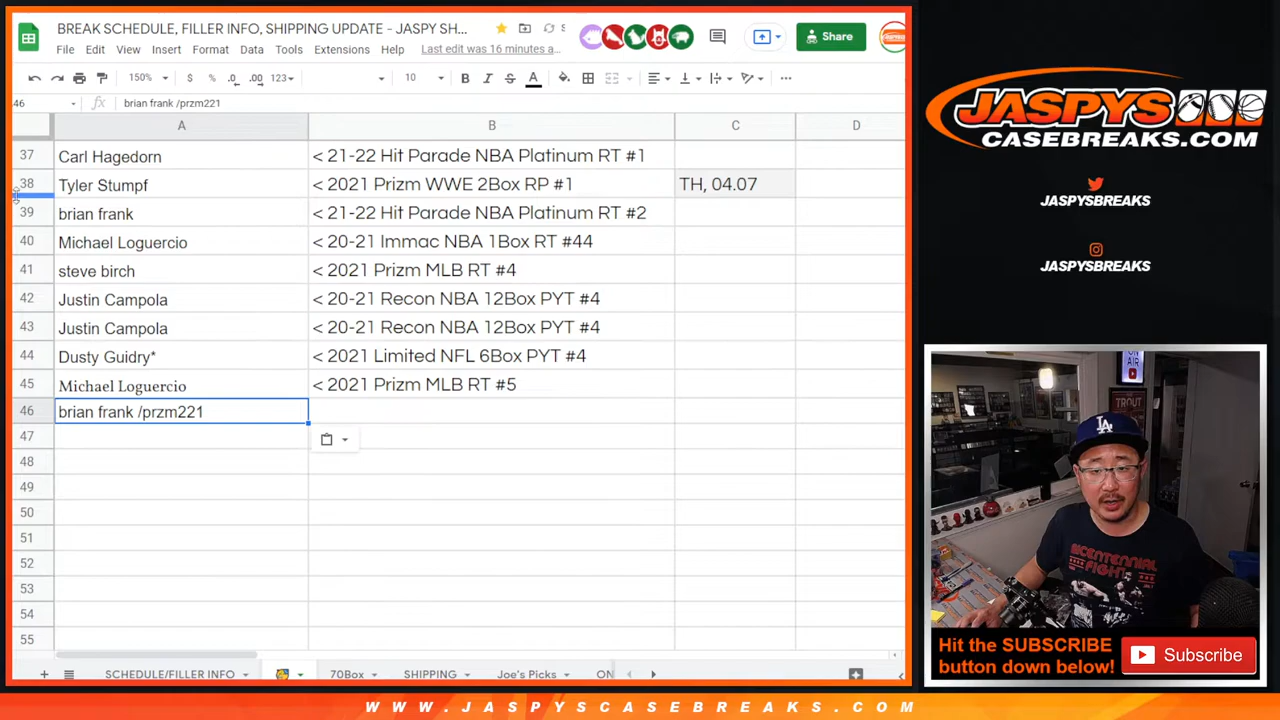 BREAK SCHEDULE, FILLER INFO, SHIPPING UPDATE - JASPY SH...
File Edit View Insert Format Data Tools Extensions Help Last edit was 16 minutes a...
Share
150% $ % .0 .00 123 10 B I S A
46 fx brian frank /przm221
A B C D
37 Carl Hagedorn < 21-22 Hit Parade NBA Platinum RT #1
38 Tyler Stumpf < 2021 Prizm WWE 2Box RP #1 TH, 04.07
39 brian frank < 21-22 Hit Parade NBA Platinum RT #2
40 Michael Loguercio < 20-21 Immac NBA 1Box RT #44
41 steve birch < 2021 Prizm MLB RT #4
42 Justin Campola < 20-21 Recon NBA 12Box PYT #4
43 Justin Campola < 20-21 Recon NBA 12Box PYT #4
44 Dusty Guidry* < 2021 Limited NFL 6Box PYT #4
45 Michael Loguercio < 2021 Prizm MLB RT #5
46 brian frank /przm221
47
48
49
50
51
52
53
54
55
SCHEDULE/FILLER INFO 70Box SHIPPING Joe's Picks ON
JASPYS
CASEBREAKS.COM
JASPYSBREAKS
JASPYSBREAKS
ON AIR
TROUT
LA
BICENTENNIAL
FIGHT
Hit the SUBSCRIBE
button down below!
Subscribe
WWW.JASPYSCASEBREAKS.COM